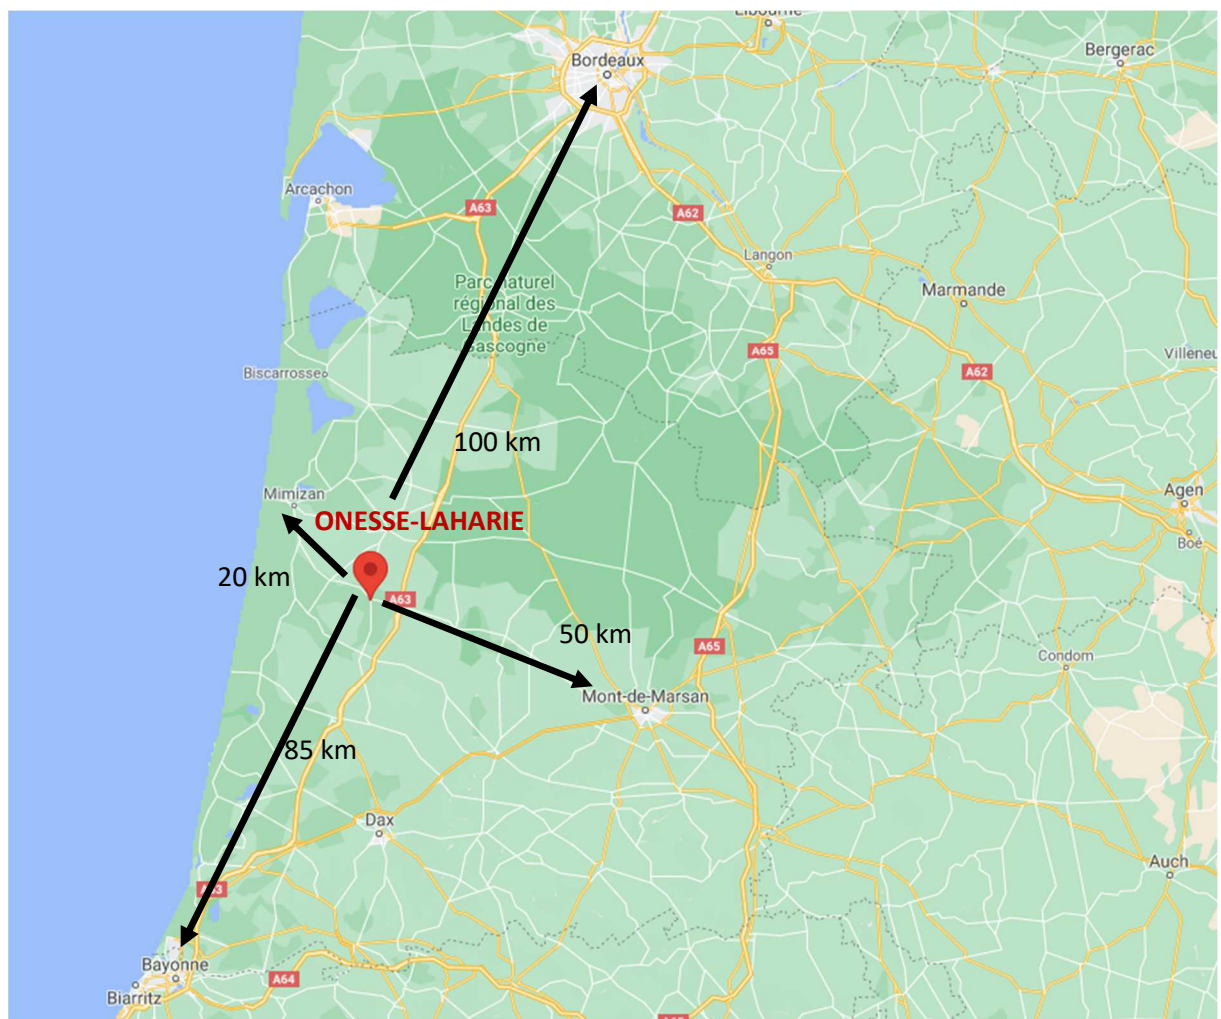 Libourne
Bordeaux
Bergerac
Arcachon
A63
A62
Langon
Parc naturel
régional des
Landes de
Gascogne
Marmande
A65
Villeneu
A62
Biscarrosse
100 km
Mimizan
ONESSE-LAHARIE
Agen
Boé
20 km
A63
50 km
A65
Condom
Mont-de-Marsan
85 km
Dax
Auch
A63
Bayonne
A64
Biarritz
A65